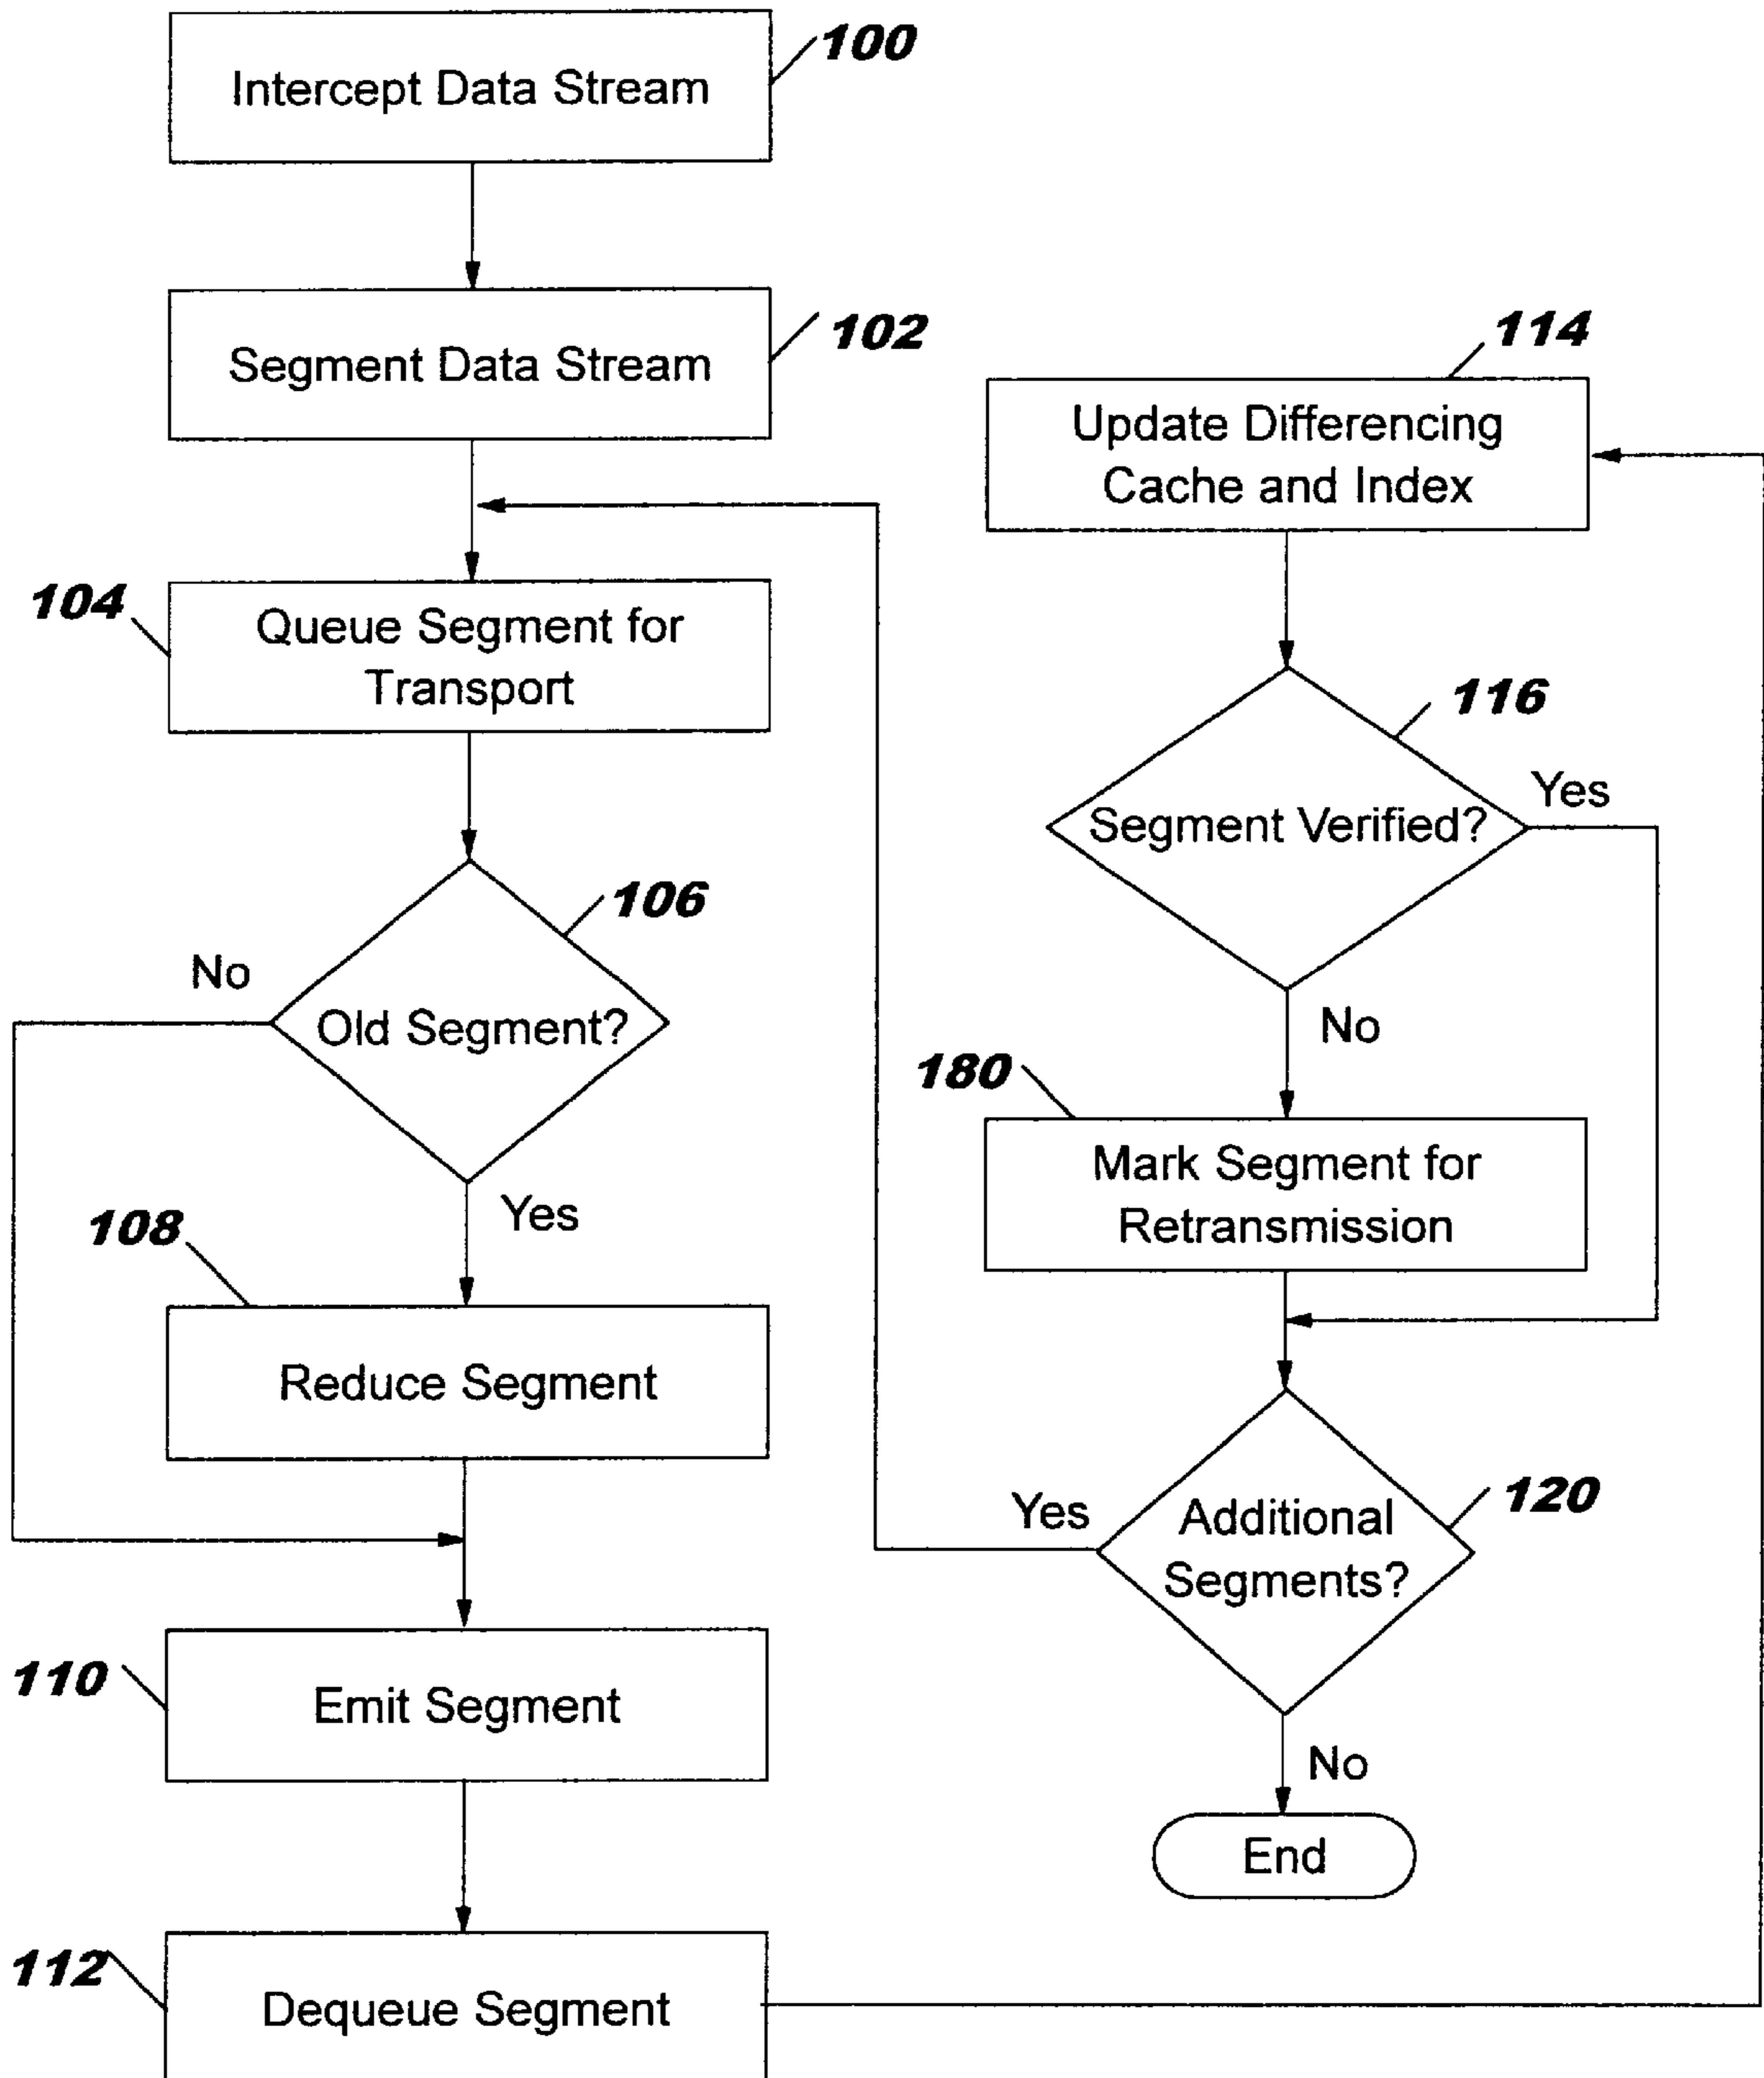 100
Intercept Data Stream
102
Segment Data Stream
104
Queue Segment for
Transport
106
No
Old Segment?
Yes
108
Reduce Segment
110
Emit Segment
112
Dequeue Segment
114
Update Differencing
Cache and Index
116
Yes
Segment Verified?
No
180
Mark Segment for
Retransmission
120
Yes
Additional
Segments?
No
End